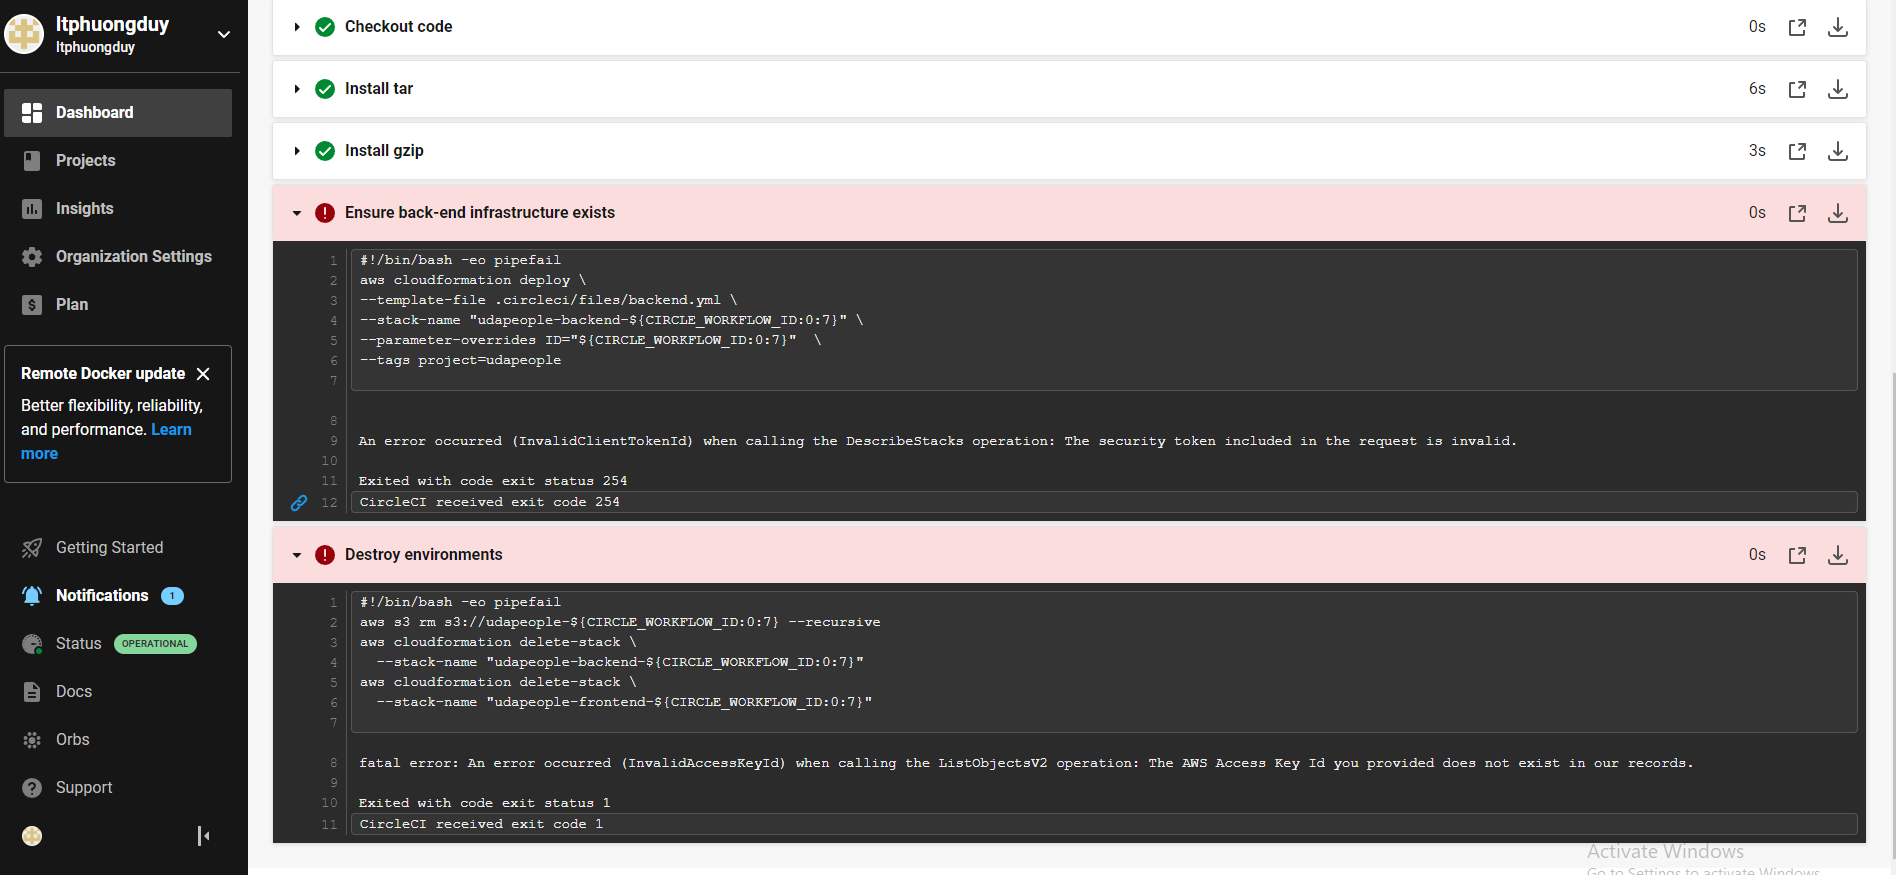 ltphuongduy
ltphuongduy
Dashboard
Projects
Insights
Organization Settings
$ Plan
Remote Docker update
Better flexibility, reliability,
and performance. Learn
more
Getting Started
Notifications 1
Status OPERATIONAL
Docs
Orbs
? Support
Checkout code 0s
Install tar 6s
Install gzip 3s
! Ensure back-end infrastructure exists 0s
1 #!/bin/bash -eo pipefail
2 aws cloudformation deploy \
3 --template-file .circleci/files/backend.yml \
4 --stack-name "udapeople-backend-${CIRCLE_WORKFLOW_ID:0:7}" \
5 --parameter-overrides ID="${CIRCLE_WORKFLOW_ID:0:7}"  \
6 --tags project=udapeople
7
8
9 An error occurred (InvalidClientTokenId) when calling the DescribeStacks operation: The security token included in the request is invalid.
10
11 Exited with code exit status 254
12 CircleCI received exit code 254
! Destroy environments 0s
1 #!/bin/bash -eo pipefail
2 aws s3 rm s3://udapeople-${CIRCLE_WORKFLOW_ID:0:7} --recursive
3 aws cloudformation delete-stack \
4   --stack-name "udapeople-backend-${CIRCLE_WORKFLOW_ID:0:7}"
5 aws cloudformation delete-stack \
6   --stack-name "udapeople-frontend-${CIRCLE_WORKFLOW_ID:0:7}"
7
8 fatal error: An error occurred (InvalidAccessKeyId) when calling the ListObjectsV2 operation: The AWS Access Key Id you provided does not exist in our records.
9
10 Exited with code exit status 1
11 CircleCI received exit code 1
Activate Windows
Go to Settings to activate Windows.